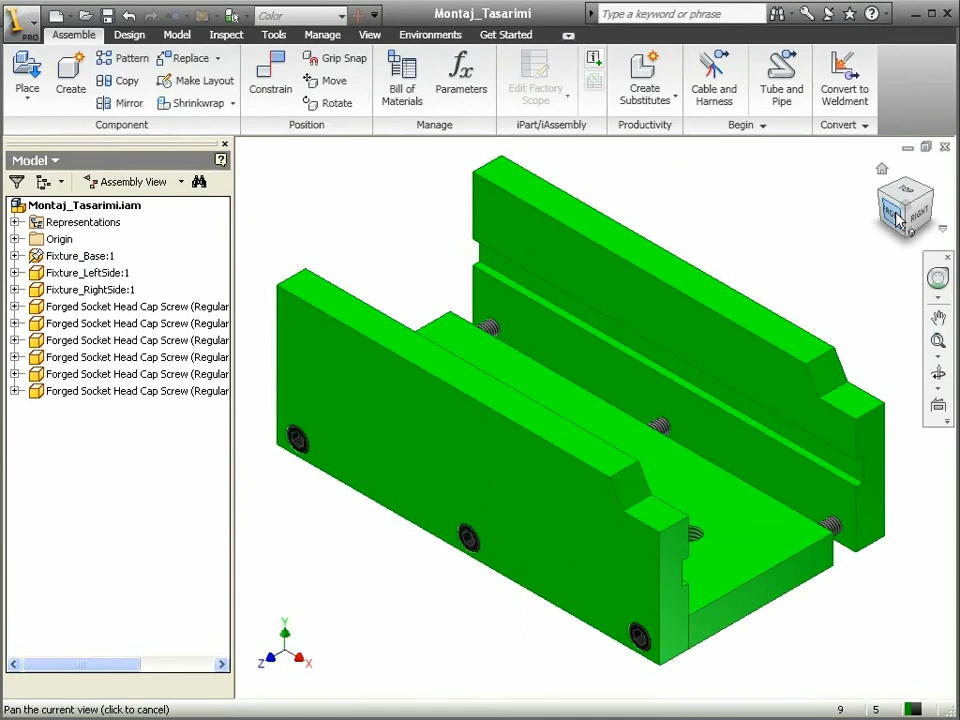 Color
Montaj_Tasarimi
Type a keyword or phrase
PRO
Assemble Design Model Inspect Tools Manage View Environments Get Started
Place
Create
Pattern
Copy
Mirror
Replace
Make Layout
Shrinkwrap
Component
Constrain
Grip Snap
Move
Rotate
Position
Bill of
Materials
Parameters
Manage
Edit Factory
Scope
iPart/iAssembly
Create
Substitutes
Productivity
Cable and
Harness
Tube and
Pipe
Begin
Convert to
Weldment
Convert
Model
Assembly View
Montaj_Tasarimi.iam
Representations
Origin
Fixture_Base:1
Fixture_LeftSide:1
Fixture_RightSide:1
Forged Socket Head Cap Screw (Regular
Forged Socket Head Cap Screw (Regular
Forged Socket Head Cap Screw (Regular
Forged Socket Head Cap Screw (Regular
Forged Socket Head Cap Screw (Regular
Forged Socket Head Cap Screw (Regular
TOP
RIGHT
Y
Z
X
Pan the current view (click to cancel)
9
5